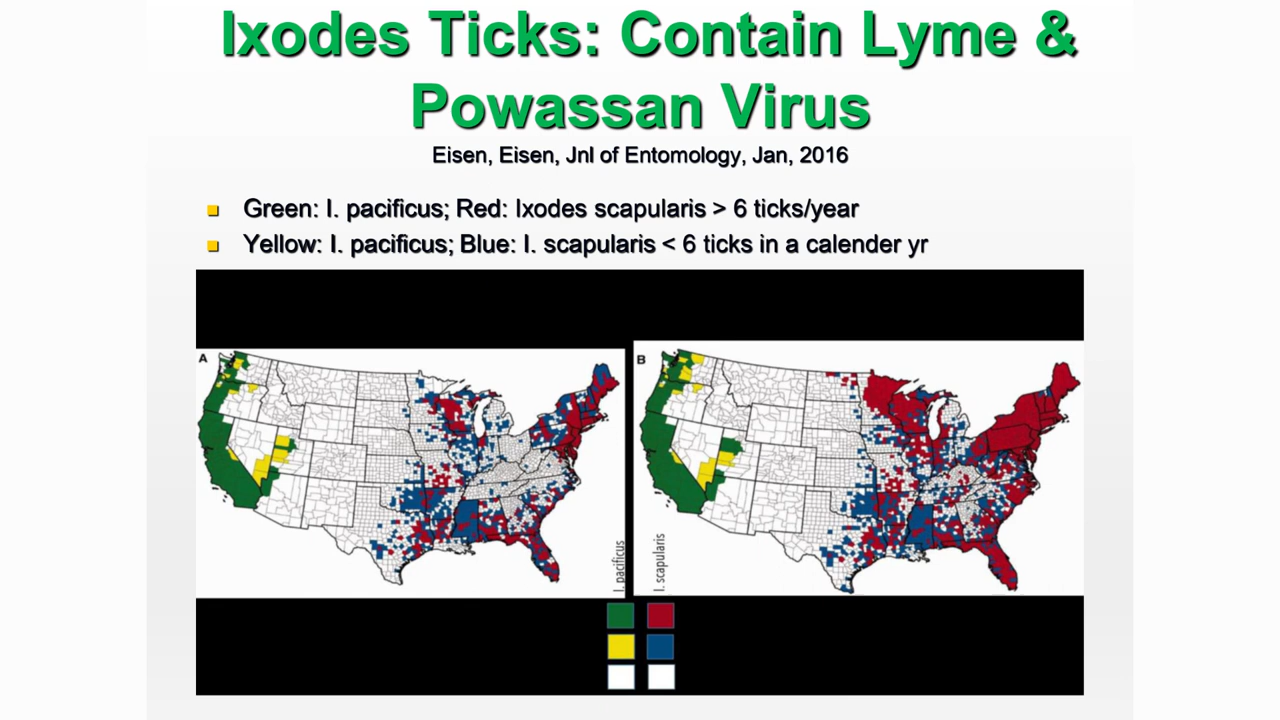 Ixodes Ticks: Contain Lyme &
Powassan Virus
Eisen, Eisen, Jnl of Entomology, Jan, 2016
Green: I. pacificus; Red: Ixodes scapularis > 6 ticks/year
Yellow: I. pacificus; Blue: I. scapularis < 6 ticks in a calender yr
A
B
I. pacificus
I. scapularis